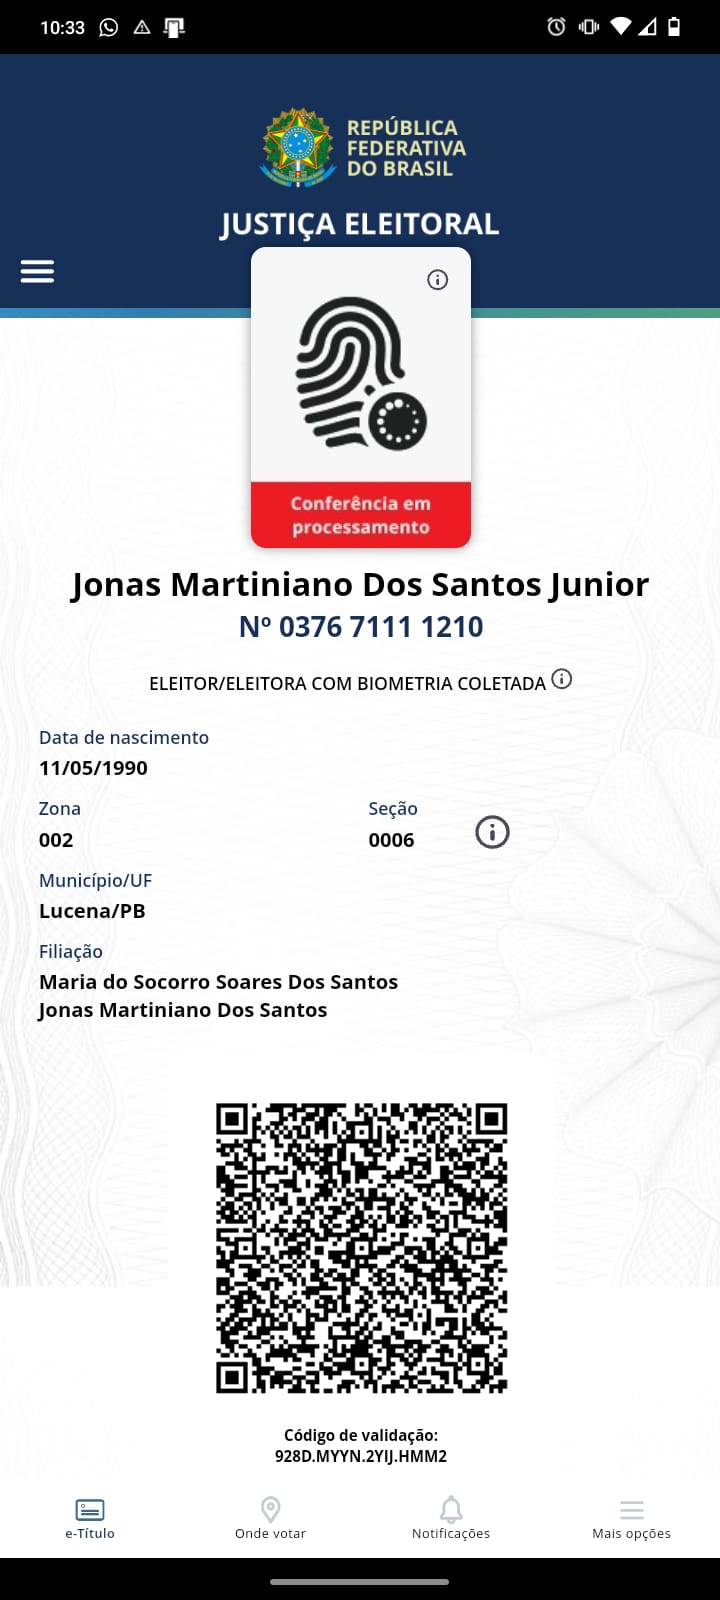 10:33
REPÚBLICA
FEDERATIVA
DO BRASIL
JUSTIÇA ELEITORAL
Conferência em
processamento
Jonas Martiniano Dos Santos Junior
Nº 0376 7111 1210
ELEITOR/ELEITORA COM BIOMETRIA COLETADA
Data de nascimento
11/05/1990
Zona Seção
002 0006
Município/UF
Lucena/PB
Filiação
Maria do Socorro Soares Dos Santos
Jonas Martiniano Dos Santos
Código de validação:
928D.MYYN.2YIJ.HMM2
e-Título Onde votar Notificações Mais opções